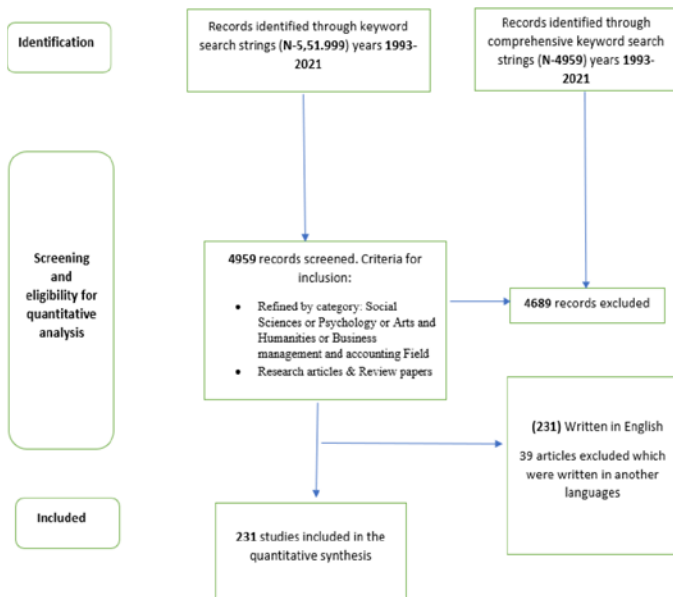 Identification
Records identified through keyword
search strings (N-5,51.999) years 1993-
2021
Records identified through
comprehensive keyword search
strings (N-4959) years 1993-
2021
Screening
and
eligibility for
quantitative
analysis
4959 records screened. Criteria for
inclusion:
• Refined by category: Social
Sciences or Psychology or Arts and
Humanities or Business
management and accounting Field
• Research articles & Review papers
4689 records excluded
(231) Written in English
39 articles excluded which
were written in another
languages
Included
231 studies included in the
quantitative synthesis